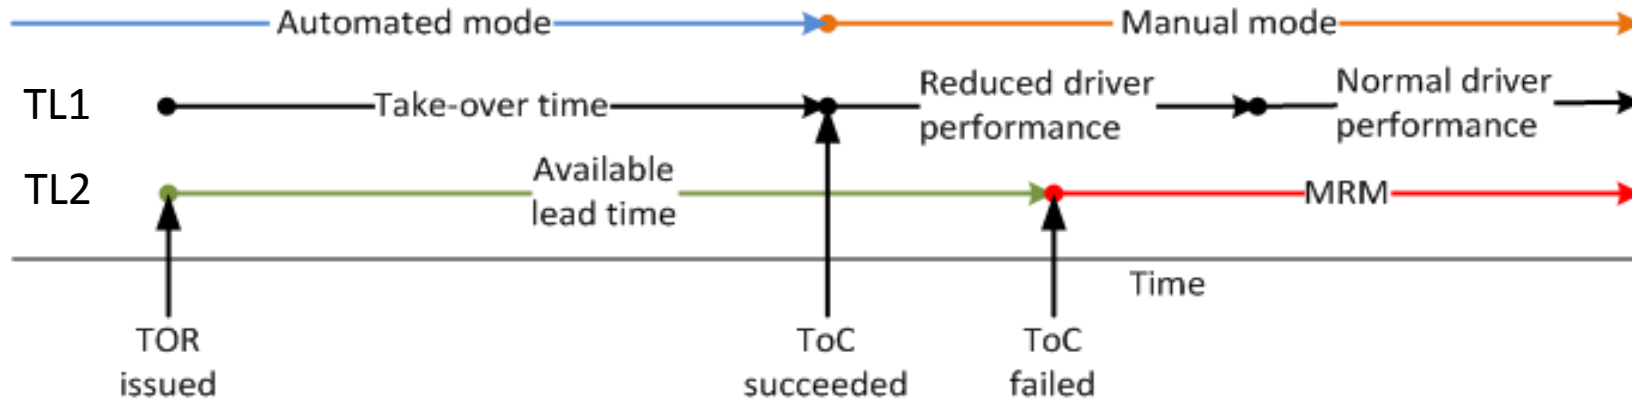 Automated mode
Manual mode
TL1
Take-over time
Reduced driver
performance
Normal driver
performance
TL2
Available
lead time
MRM
Time
TOR
issued
ToC
succeeded
ToC
failed